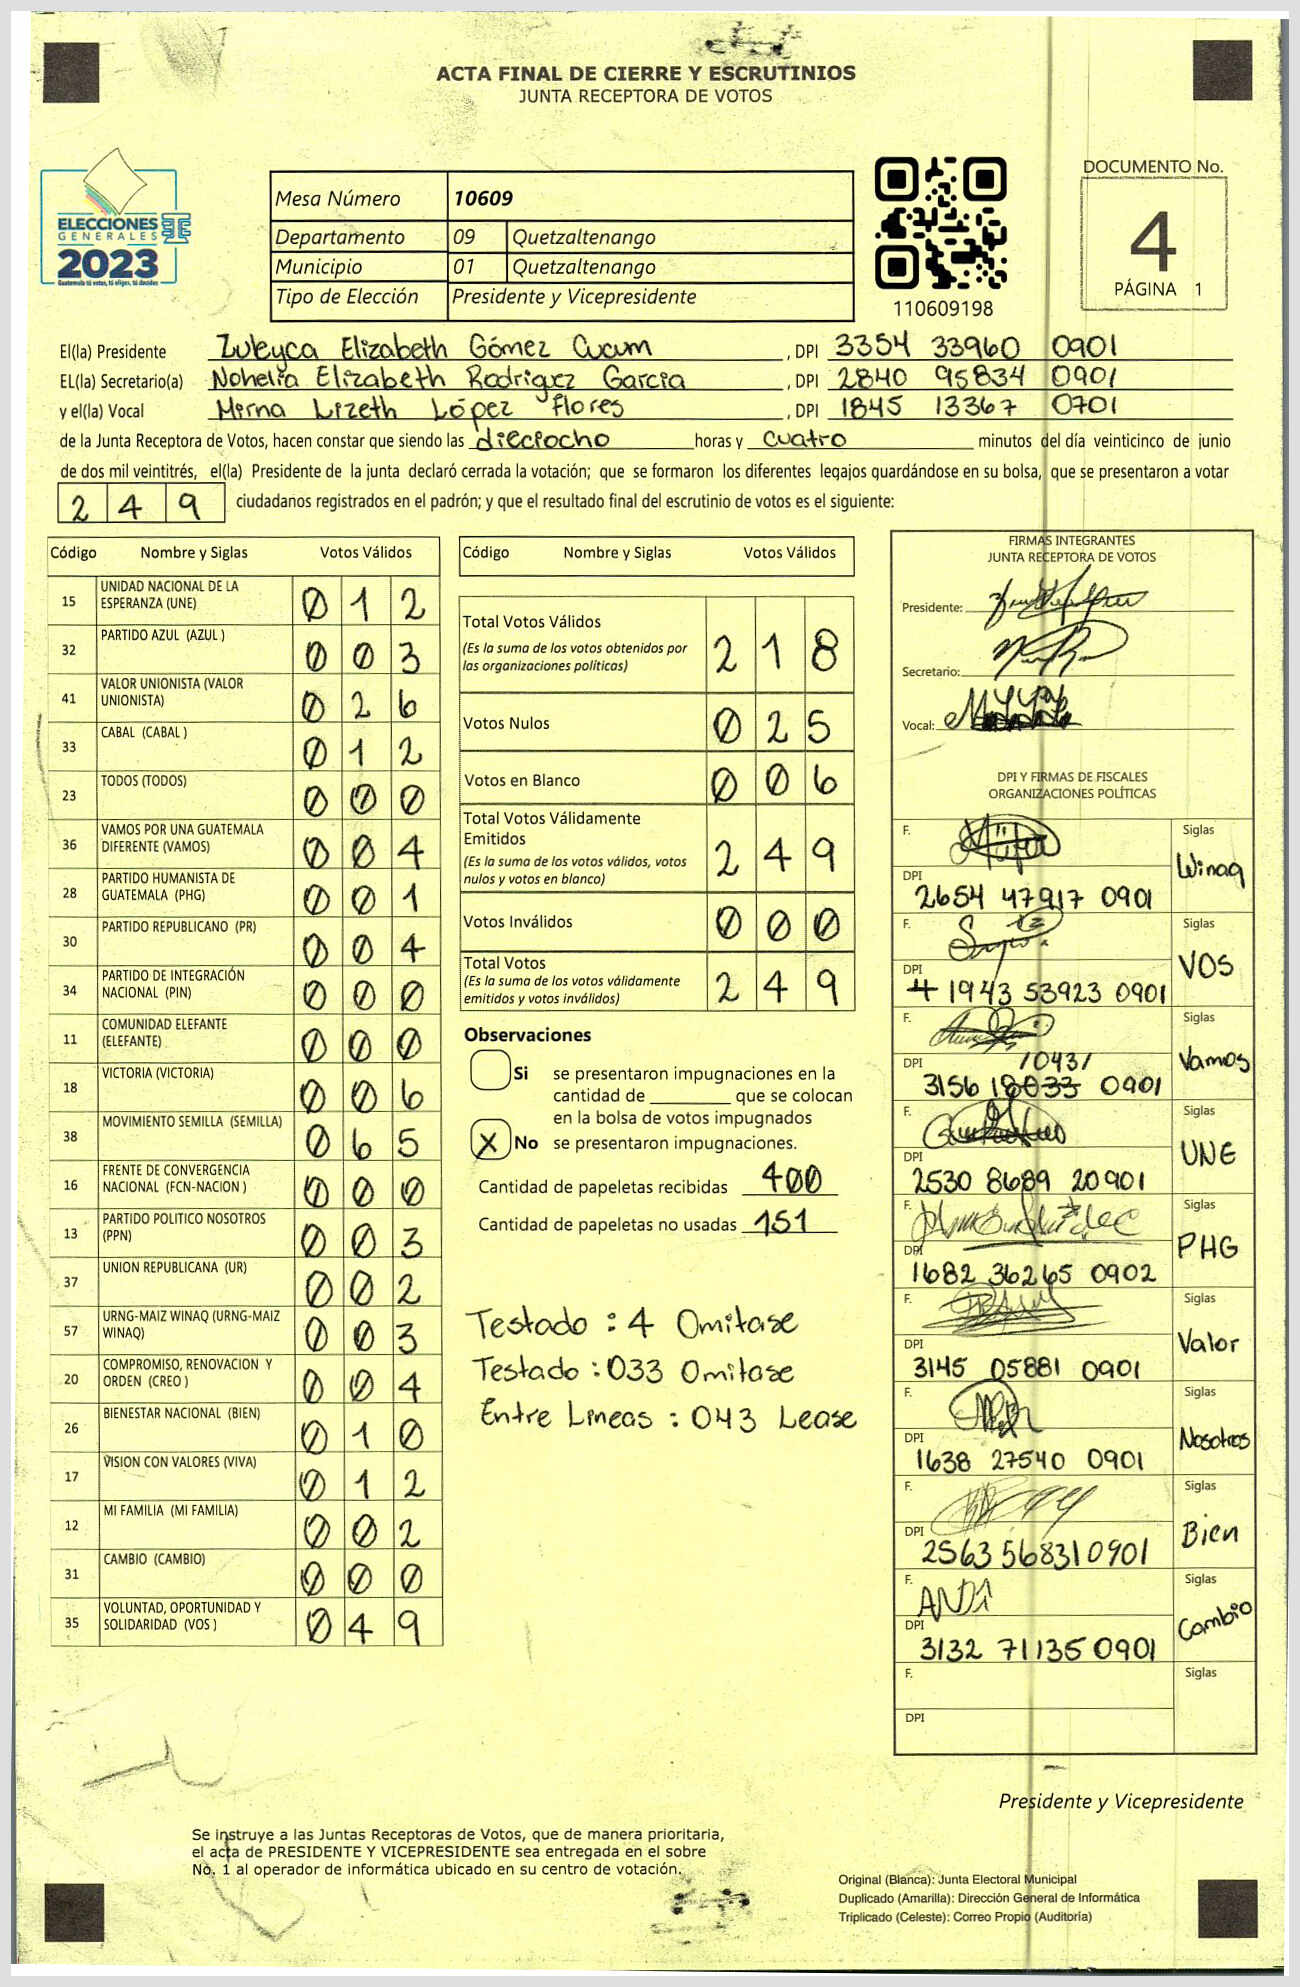 ACTA FINAL DE CIERRE Y ESCRUTINIOS
JUNTA RECEPTORA DE VOTOS
ELECCIONES
GENERALES
2023
Guatemala tú votas, tú eliges, tú decides
Mesa Número 10609
Departamento 09 Quetzaltenango
Municipio 01 Quetzaltenango
Tipo de Elección Presidente y Vicepresidente
110609198
DOCUMENTO No.
4
PÁGINA 1
El(la) Presidente Zuleyca Elizabeth Gómez Cucum , DPI 3354 33960 0901
EL(la) Secretario(a) Nohelia Elizabeth Rodriguez Garcia , DPI 2840 95834 0901
y el(la) Vocal Mirna Lizeth López Flores , DPI 1845 13367 0701
de la Junta Receptora de Votos, hacen constar que siendo las dieciocho horas y cuatro minutos del día veinticinco de junio
de dos mil veintitrés, el(la) Presidente de la junta declaró cerrada la votación; que se formaron los diferentes legajos guardándose en su bolsa, que se presentaron a votar
2 4 9 ciudadanos registrados en el padrón; y que el resultado final del escrutinio de votos es el siguiente:
Código Nombre y Siglas Votos Válidos
15 UNIDAD NACIONAL DE LA ESPERANZA (UNE) 0 1 2
32 PARTIDO AZUL (AZUL ) 0 0 3
41 VALOR UNIONISTA (VALOR UNIONISTA) 0 2 6
33 CABAL (CABAL ) 0 1 2
23 TODOS (TODOS) 0 0 0
36 VAMOS POR UNA GUATEMALA DIFERENTE (VAMOS) 0 0 4
28 PARTIDO HUMANISTA DE GUATEMALA (PHG) 0 0 1
30 PARTIDO REPUBLICANO (PR) 0 0 4
34 PARTIDO DE INTEGRACIÓN NACIONAL (PIN) 0 0 0
11 COMUNIDAD ELEFANTE (ELEFANTE) 0 0 0
18 VICTORIA (VICTORIA) 0 0 6
38 MOVIMIENTO SEMILLA (SEMILLA) 0 6 5
16 FRENTE DE CONVERGENCIA NACIONAL (FCN-NACION ) 0 0 0
13 PARTIDO POLITICO NOSOTROS (PPN) 0 0 3
37 UNION REPUBLICANA (UR) 0 0 2
57 URNG-MAIZ WINAQ (URNG-MAIZ WINAQ) 0 0 3
20 COMPROMISO, RENOVACION Y ORDEN (CREO ) 0 0 4
26 BIENESTAR NACIONAL (BIEN) 0 1 0
17 VISION CON VALORES (VIVA) 0 1 2
12 MI FAMILIA (MI FAMILIA) 0 0 2
31 CAMBIO (CAMBIO) 0 0 0
35 VOLUNTAD, OPORTUNIDAD Y SOLIDARIDAD (VOS ) 0 4 9
Código Nombre y Siglas Votos Válidos
Total Votos Válidos 2 1 8
(Es la suma de los votos obtenidos por
las organizaciones políticas)
Votos Nulos 0 2 5
Votos en Blanco 0 0 6
Total Votos Válidamente
Emitidos 2 4 9
(Es la suma de los votos válidos, votos
nulos y votos en blanco)
Votos Inválidos 0 0 0
Total Votos 2 4 9
(Es la suma de los votos válidamente
emitidos y votos inválidos)
Observaciones
Si se presentaron impugnaciones en la
cantidad de ________ que se colocan
en la bolsa de votos impugnados
X No se presentaron impugnaciones.
Cantidad de papeletas recibidas 400
Cantidad de papeletas no usadas 151
Testado : 4 Omitase
Testado : 033 Omitase
Entre Lineas : 043 Lease
FIRMAS INTEGRANTES
JUNTA RECEPTORA DE VOTOS
Presidente:
Secretario:
Vocal:
DPI Y FIRMAS DE FISCALES
ORGANIZACIONES POLÍTICAS
F. Siglas
DPI Winaq
2654 47917 0901
F. Siglas
DPI VOS
4 1943 53923 0901
F. Siglas
DPI /043/ Vamos
3156 18033 0901
F. Siglas
DPI UNE
2530 8689 20901
F. Siglas
DPI PHG
1682 36265 0902
F. Siglas
DPI Valor
3145 05881 0901
F. Siglas
DPI Nosotros
1638 27540 0901
F. Siglas
DPI Bien
2563 56831 0901
F. Siglas
DPI Cambio
3132 71135 0901
F. Siglas
DPI
Presidente y Vicepresidente
Se instruye a las Juntas Receptoras de Votos, que de manera prioritaria,
el acta de PRESIDENTE Y VICEPRESIDENTE sea entregada en el sobre
No. 1 al operador de informática ubicado en su centro de votación.
Original (Blanca): Junta Electoral Municipal
Duplicado (Amarilla): Dirección General de Informática
Triplicado (Celeste): Correo Propio (Auditoría)